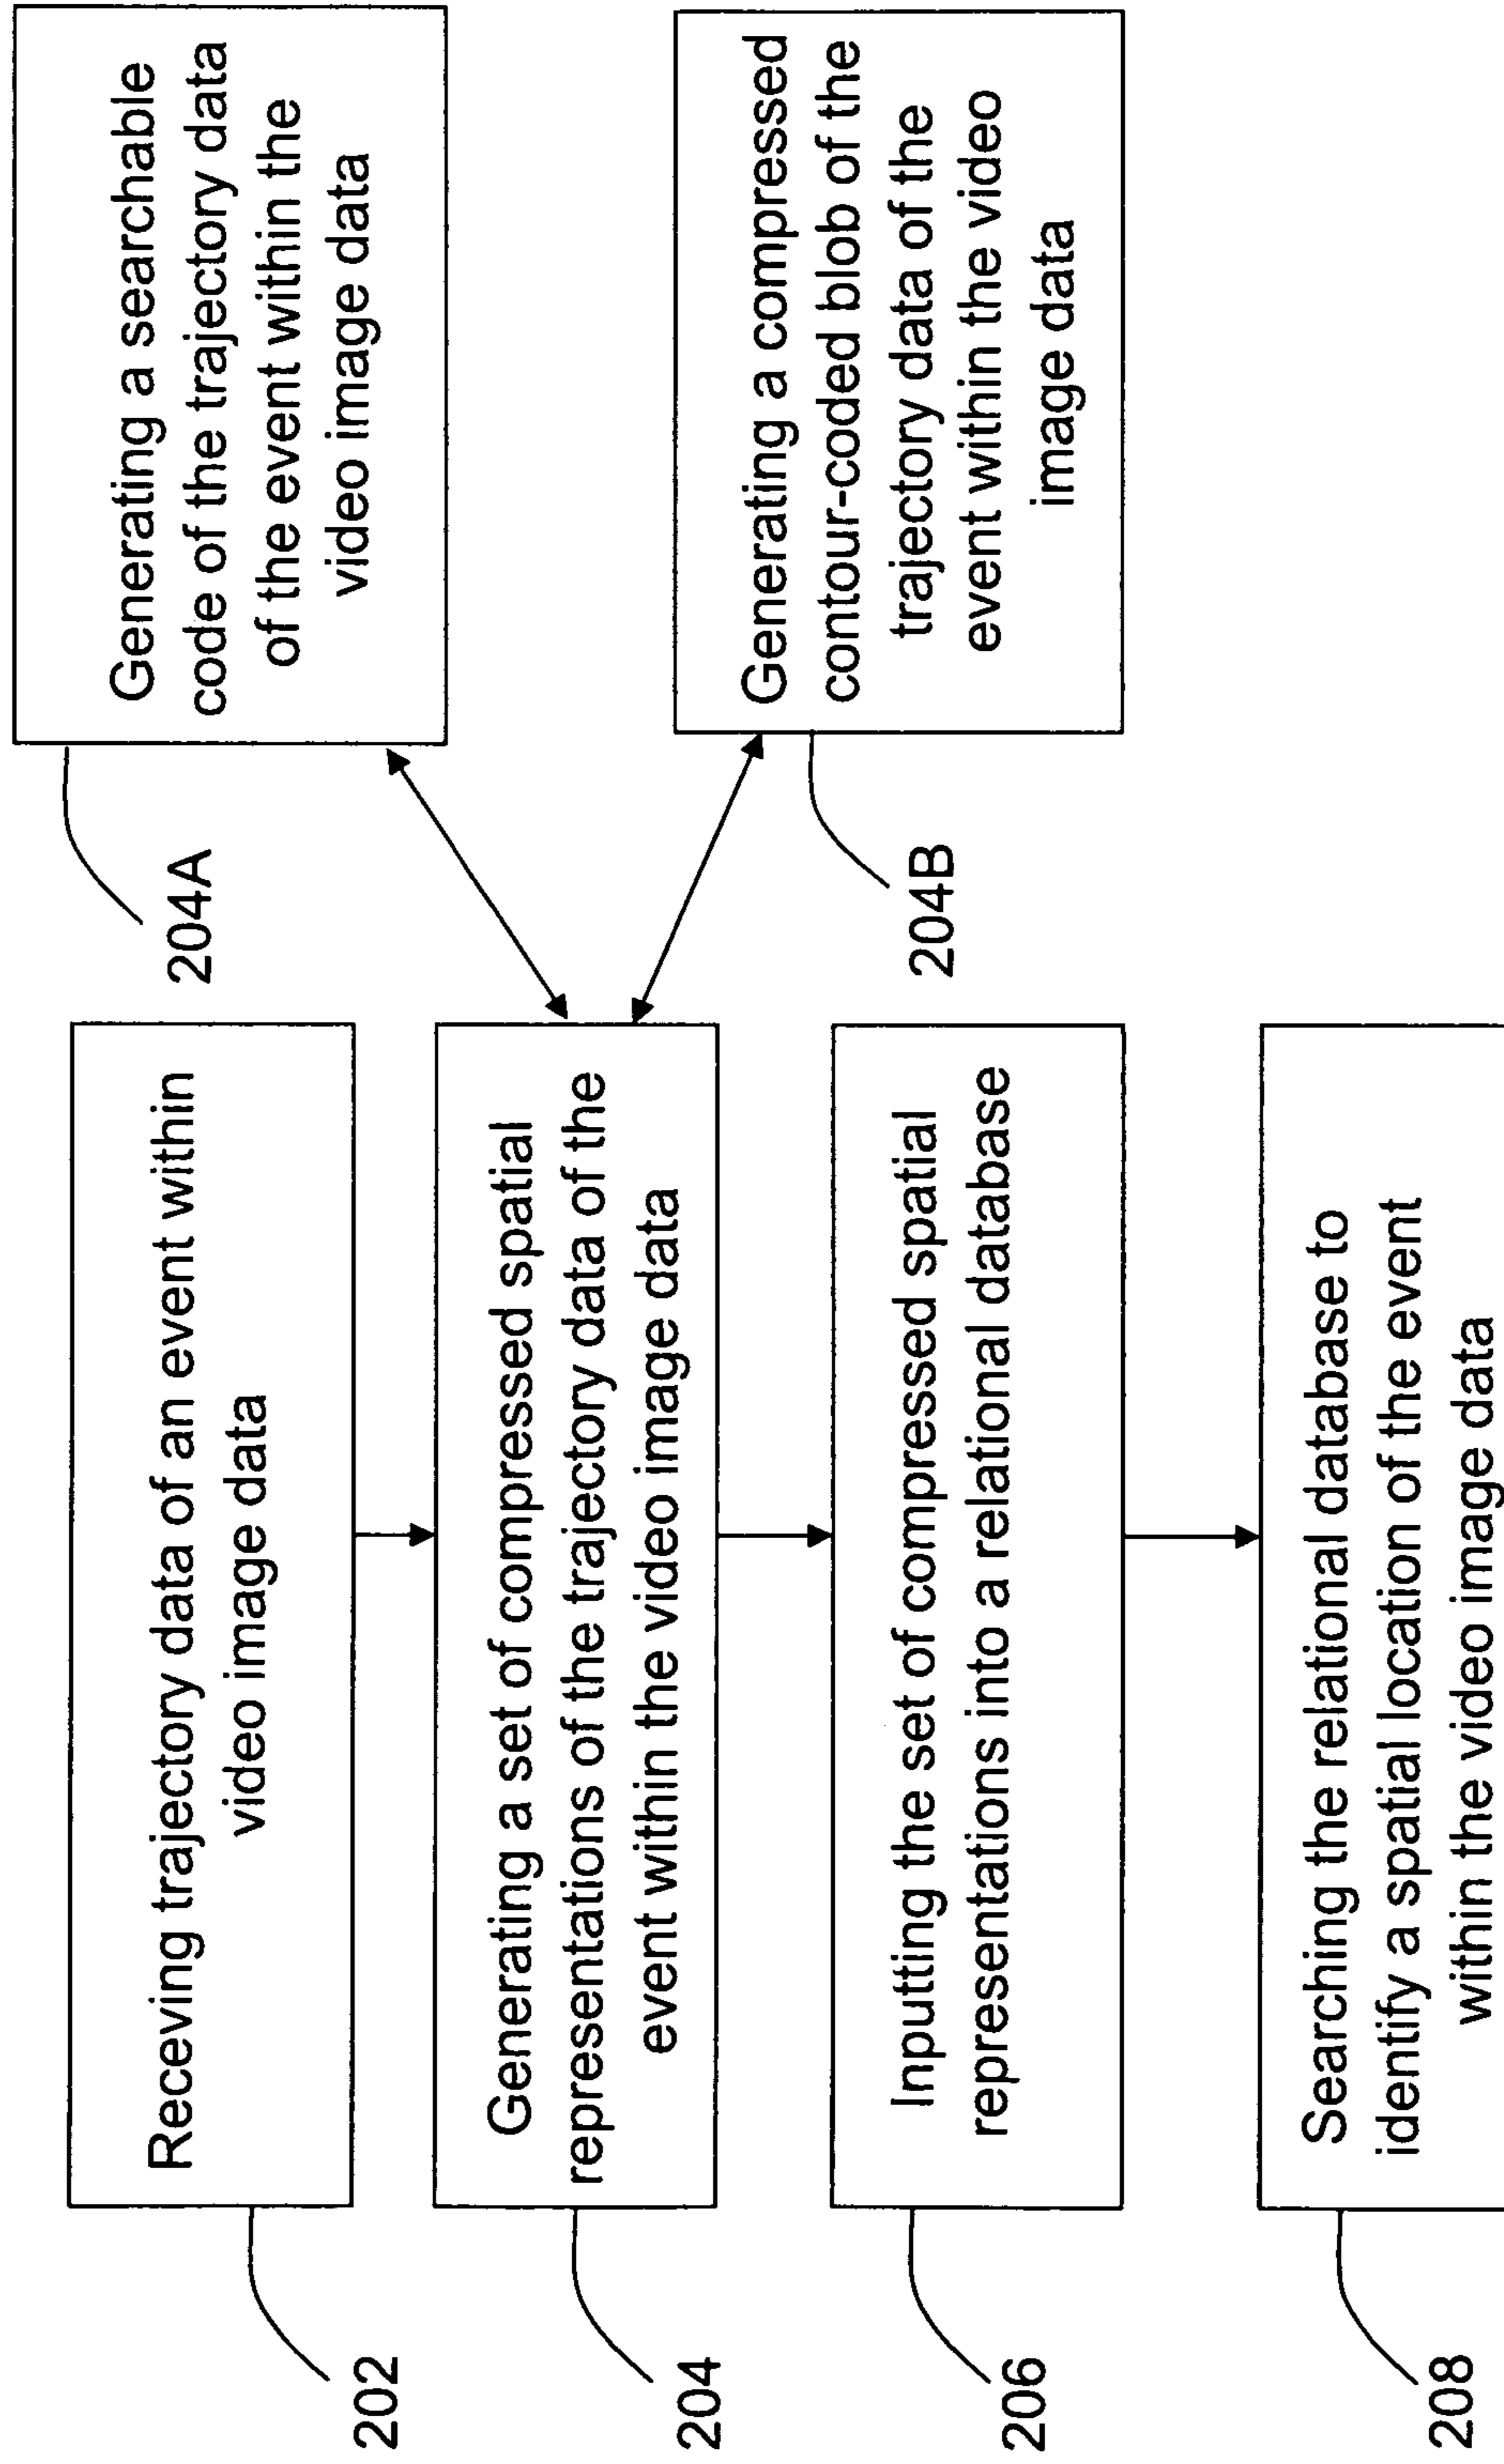 202
Receving trajectory data of an event within
video image data
204
Generating a set of compressed spatial
representations of the trajectory data of the
event within the video image data
204A
Generating a searchable
code of the trajectory data
of the event within the
video image data
204B
Generating a compressed
contour-coded blob of the
trajectory data of the
event within the video
image data
206
Inputting the set of compressed spatial
representations into a relational database
208
Searching the relational database to
identify a spatial location of the event
within the video image data